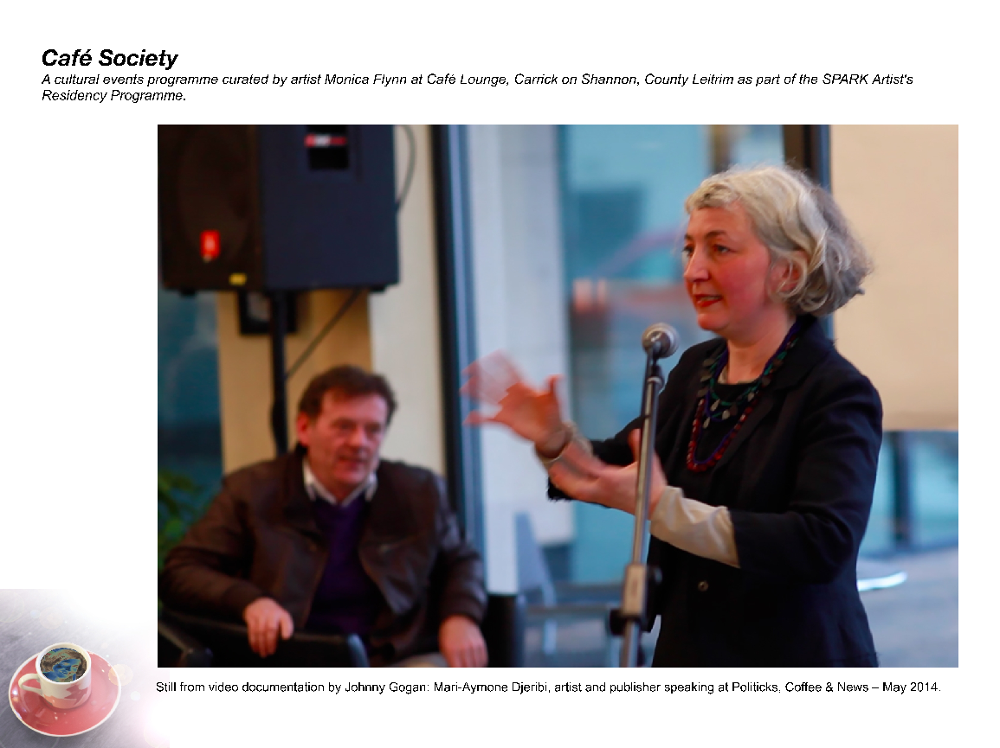 Café Society
A cultural events programme curated by artist Monica Flynn at Café Lounge, Carrick on Shannon, County Leitrim as part of the SPARK Artist's
Residency Programme.
Still from video documentation by Johnny Gogan: Mari-Aymone Djeribi, artist and publisher speaking at Politicks, Coffee & News – May 2014.